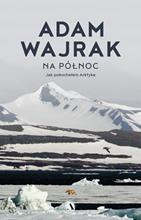 ADAM
WAJRAK
NA PÓŁNOC
Jak pokochałem Arktykę